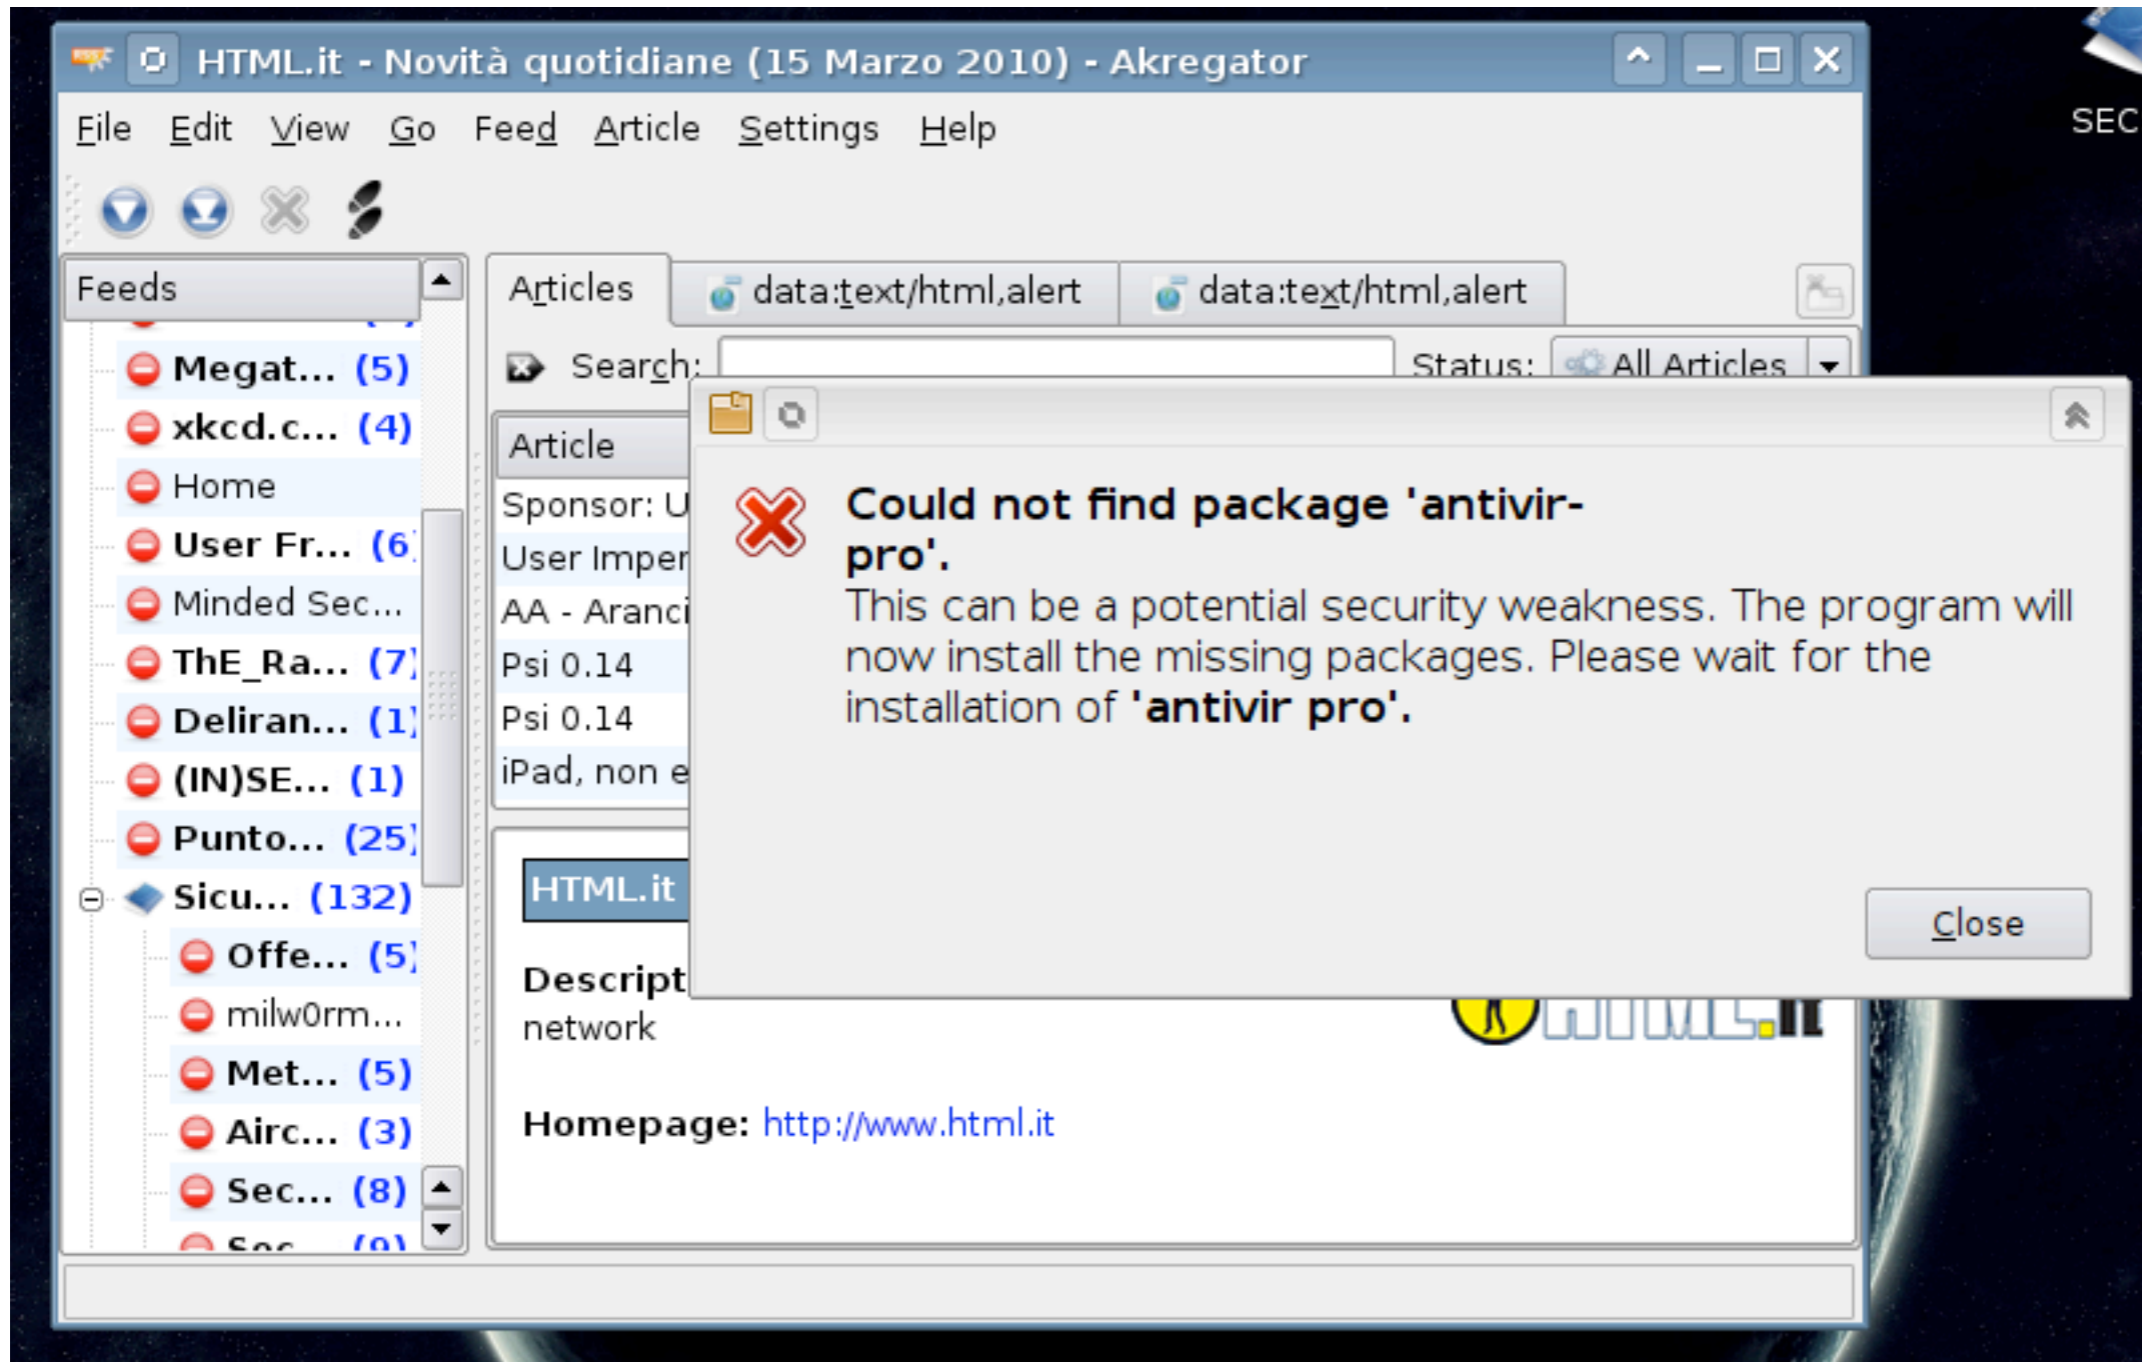 HTML.it - Novità quotidiane (15 Marzo 2010) - Akregator
File Edit View Go Feed Article Settings Help
SEC
Feeds
Megat... (5)
xkcd.c... (4)
Home
User Fr... (6
Minded Sec...
ThE_Ra... (7)
Deliran... (1)
(IN)SE... (1)
Punto... (25)
Sicu... (132)
Offe... (5)
milw0rm...
Met... (5)
Airc... (3)
Sec... (8)
Articles data:text/html,alert data:text/html,alert
Search: Status: All Articles
Article
Sponsor: U
User Imper
AA - Aranci
Psi 0.14
Psi 0.14
iPad, non e
HTML.it
Descript
network
HTML.it
Homepage: http://www.html.it
Could not find package 'antivir-
pro'.
This can be a potential security weakness. The program will
now install the missing packages. Please wait for the
installation of 'antivir pro'.
Close